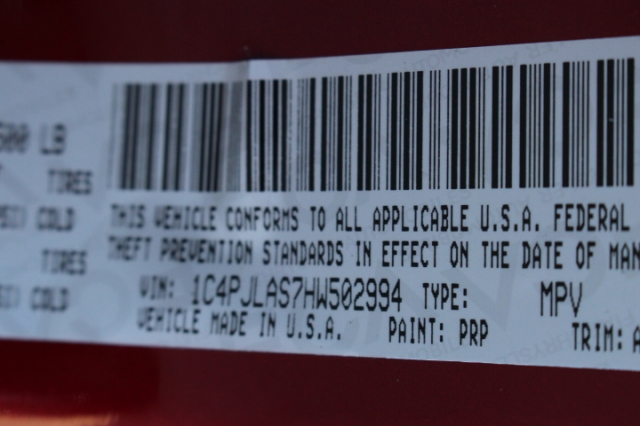 500 LB
TIRES
COLD
TIRES
COLD
THIS VEHICLE CONFORMS TO ALL APPLICABLE U.S.A. FEDERAL
THEFT PREVENTION STANDARDS IN EFFECT ON THE DATE OF MAN
VIN: 1C4PJLAS7HW502994 TYPE: MPV
VEHICLE MADE IN U.S.A. PAINT: PRP TRIM: A